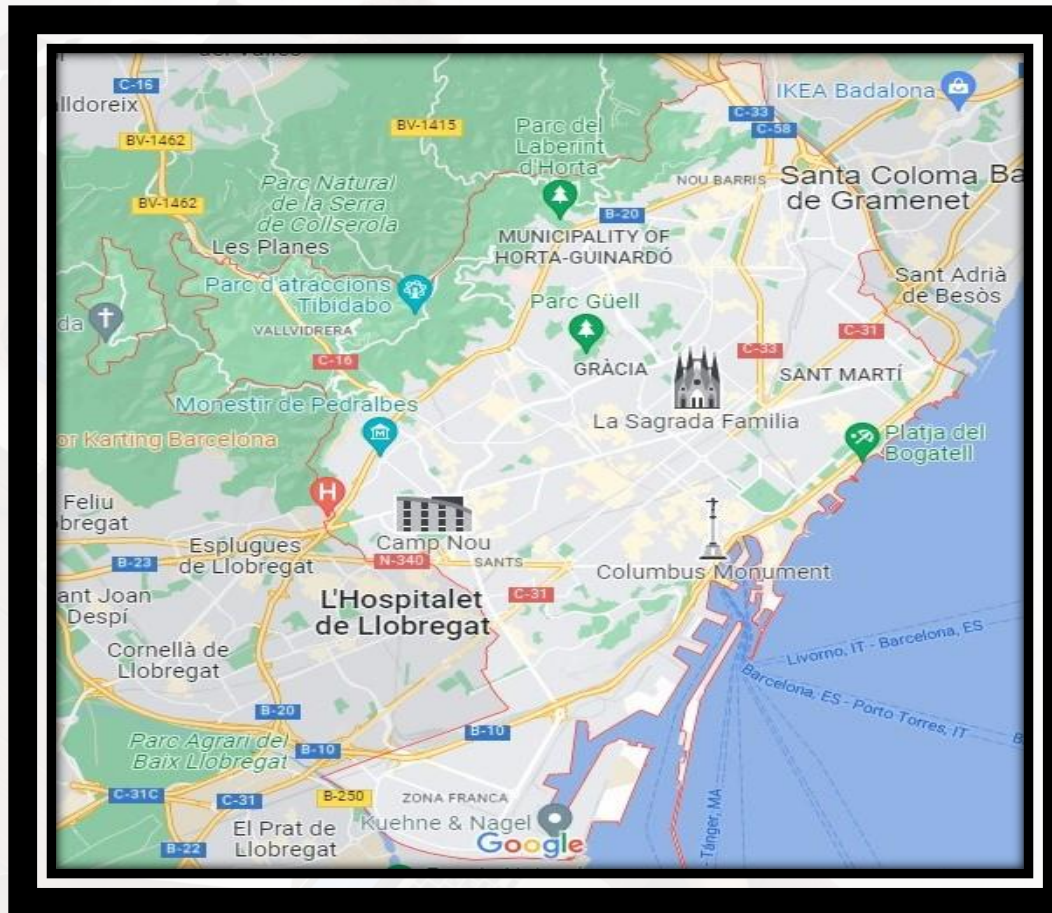 C-16
lldoreix
BV-1462
BV-1415
IKEA Badalona
C-33
C-58
Parc del
Laberint
d'Horta
NOU BARRIS
Santa Coloma Ba
de Gramenet
Parc Natural
de la Serra
de Collserola
BV-1462
B-20
Les Planes
MUNICIPALITY OF
HORTA-GUINARDÓ
Sant Adrià
de Besòs
Parc d'atraccions
Tibidabo
Parc Güell
da
VALLVIDRERA
C-31
C-16
C-33
GRÀCIA
SANT MARTÍ
Monestir de Pedralbes
La Sagrada Familia
or Karting Barcelona
Platja del
Bogatell
H
Feliu
obregat
Esplugues
de Llobregat
B-23
Camp Nou
N-340
SANTS
Columbus Monument
ant Joan
Despí
L'Hospitalet
de Llobregat
C-31
Cornellà de
Llobregat
Livorno, IT - Barcelona, ES
Barcelona, ES - Porto Torres, IT
B
B-20
Parc Agrari del
Baix Llobregat
B-10
B-10
C-31C
C-31
B-250
ZONA FRANCA
Kuehne & Nagel
El Prat de
Llobregat
B-22
Google
- Tánger, MA